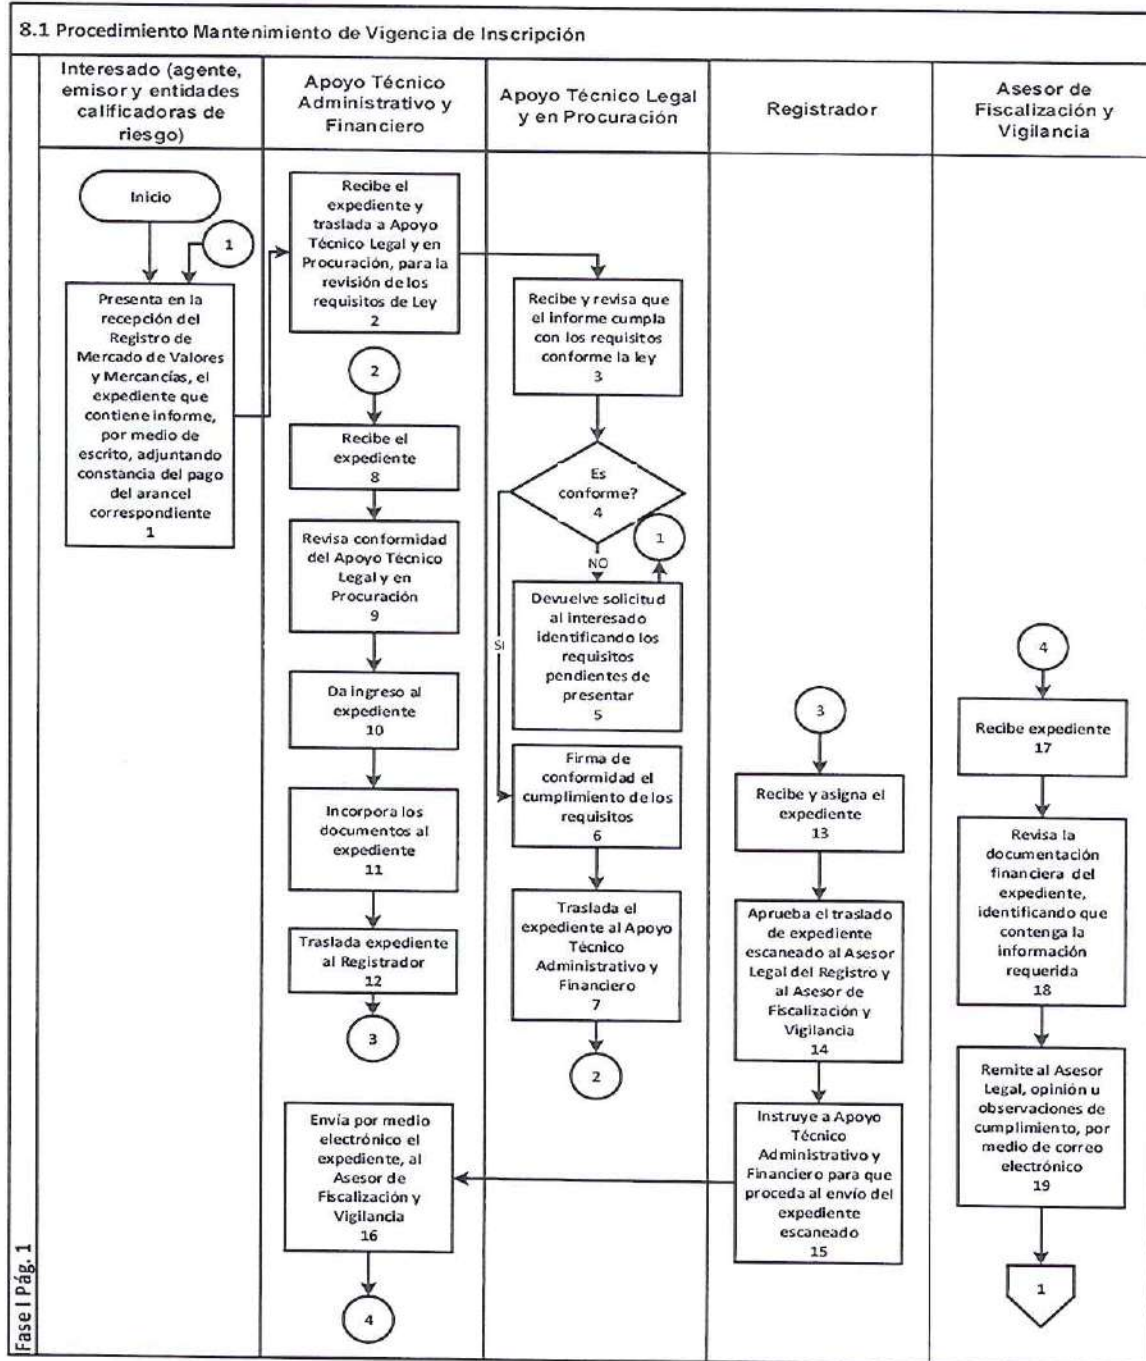 8.1 Procedimiento Mantenimiento de Vigencia de Inscripción
Interesado (agente,
emisor y entidades
calificadoras de
riesgo)
Apoyo Técnico
Administrativo y
Financiero
Apoyo Técnico Legal
y en Procuración
Registrador
Asesor de
Fiscalización y
Vigilancia
Inicio
1
Presenta en la
recepción del
Registro de
Mercado de Valores
y Mercancías, el
expediente que
contiene informe,
por medio de
escrito, adjuntando
constancia del pago
del arancel
correspondiente
1
Recibe el
expediente y
traslada a Apoyo
Técnico Legal y en
Procuración, para la
revisión de los
requisitos de Ley
2
2
Recibe el
expediente
8
Revisa conformidad
del Apoyo Técnico
Legal y en
Procuración
9
Da ingreso al
expediente
10
Incorpora los
documentos al
expediente
11
Traslada expediente
al Registrador
12
3
Envía por medio
electrónico el
expediente, al
Asesor de
Fiscalización y
Vigilancia
16
4
Recibe y revisa que
el informe cumpla
con los requisitos
conforme la ley
3
Es
conforme?
4
1
NO
SI
Devuelve solicitud
al interesado
identificando los
requisitos
pendientes de
presentar
5
Firma de
conformidad el
cumplimiento de los
requisitos
6
Traslada el
expediente al Apoyo
Técnico
Administrativo y
Financiero
7
2
3
Recibe y asigna el
expediente
13
Aprueba el traslado
de expediente
escaneado al Asesor
Legal del Registro y
al Asesor de
Fiscalización y
Vigilancia
14
Instruye a Apoyo
Técnico
Administrativo y
Financiero para que
proceda al envío del
expediente
escaneado
15
4
Recibe expediente
17
Revisa la
documentación
financiera del
expediente,
identificando que
contenga la
información
requerida
18
Remite al Asesor
Legal, opinión u
observaciones de
cumplimiento, por
medio de correo
electrónico
19
1
Fase I Pág. 1